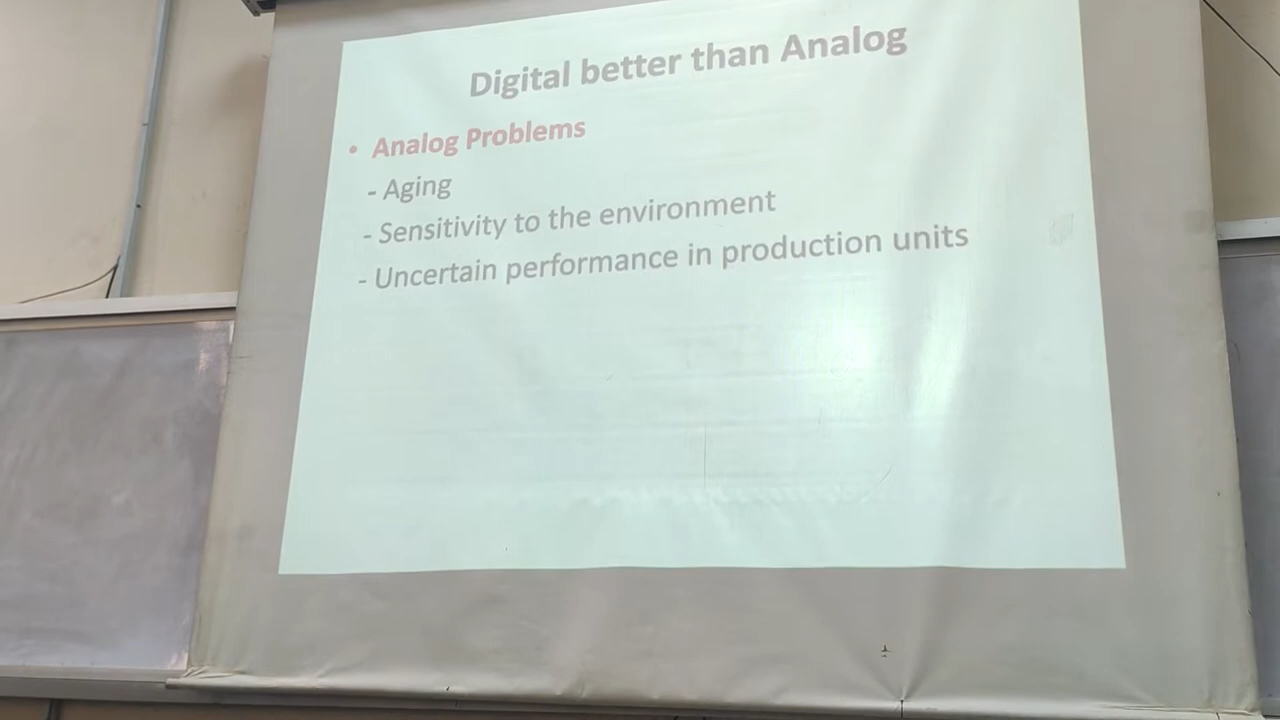 Digital better than Analog
• Analog Problems
- Aging
- Sensitivity to the environment
- Uncertain performance in production units